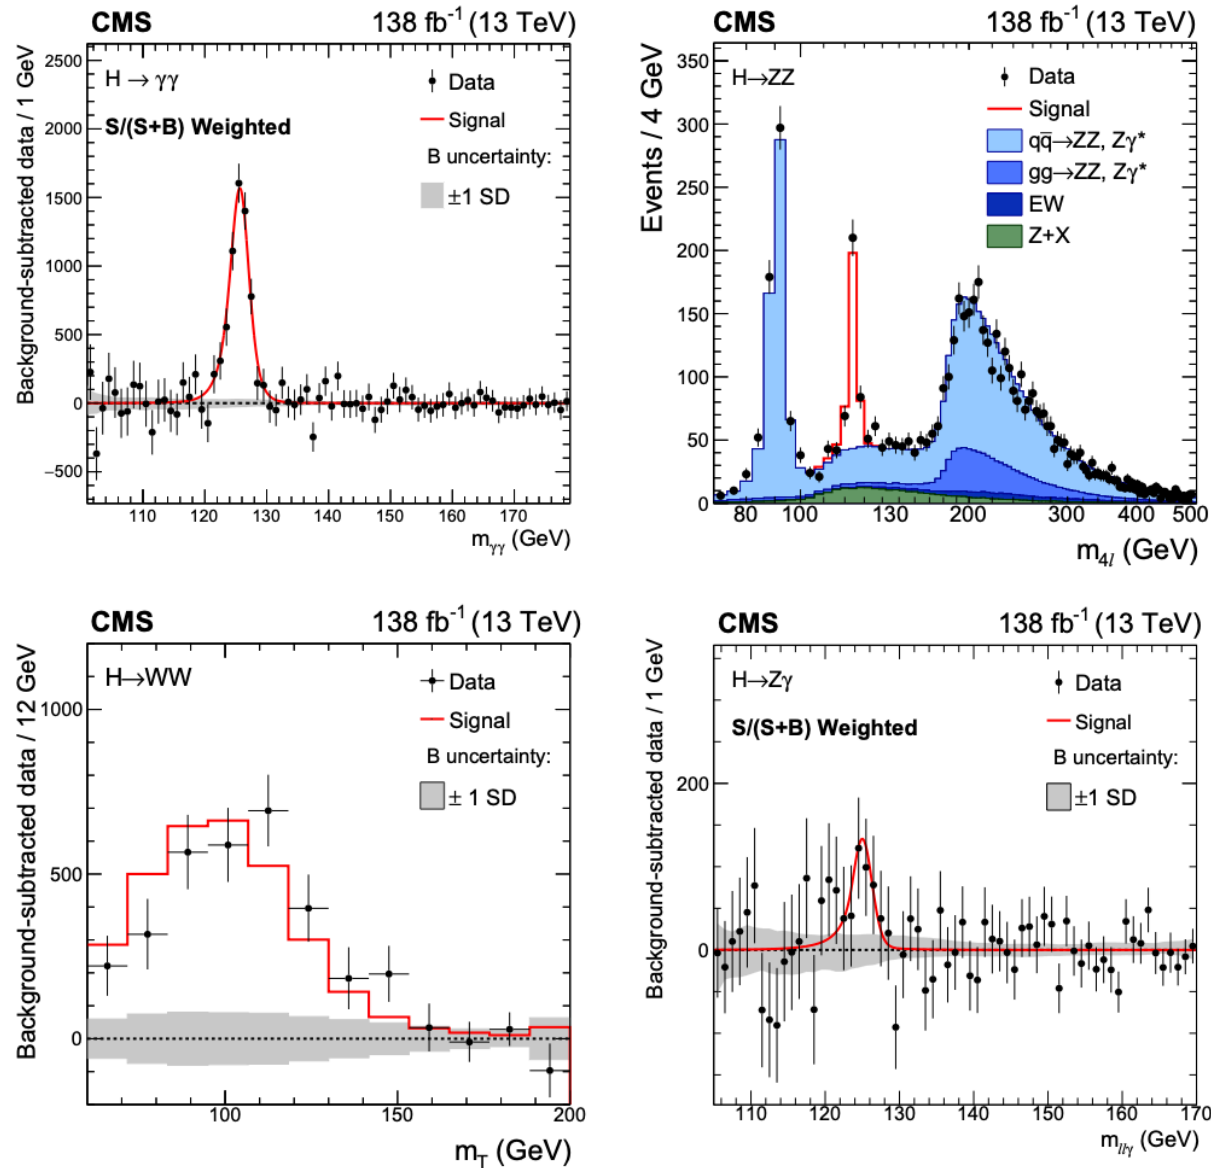 CMS 138 fb⁻¹ (13 TeV)
Background-subtracted data / 1 GeV
2500
2000
1500
1000
500
0
−500
H → γγ
S/(S+B) Weighted
Data
Signal
B uncertainty:
±1 SD
110 120 130 140 150 160 170
mγγ (GeV)
CMS 138 fb⁻¹ (13 TeV)
Events / 4 GeV
350
300
250
200
150
100
50
0
H→ZZ
Data
Signal
qq̄→ZZ, Zγ*
gg→ZZ, Zγ*
EW
Z+X
80 100 130 200 300 400 500
m4l (GeV)
CMS 138 fb⁻¹ (13 TeV)
Background-subtracted data / 12 GeV
1000
500
0
H→WW
Data
Signal
B uncertainty:
± 1 SD
100 150 200
mT (GeV)
CMS 138 fb⁻¹ (13 TeV)
Background-subtracted data / 1 GeV
200
0
H→Zγ
S/(S+B) Weighted
Data
Signal
B uncertainty:
±1 SD
110 120 130 140 150 160 170
mllγ (GeV)